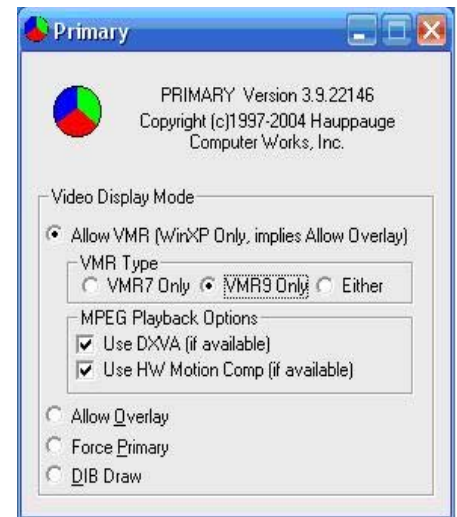 Primary
PRIMARY Version 3.9.22146
Copyright (c)1997-2004 Hauppauge
Computer Works, Inc.
Video Display Mode
Allow VMR (WinXP Only, implies Allow Overlay)
VMR Type
VMR7 Only VMR9 Only Either
MPEG Playback Options
Use DXVA (if available)
Use HW Motion Comp (if available)
Allow Overlay
Force Primary
DIB Draw